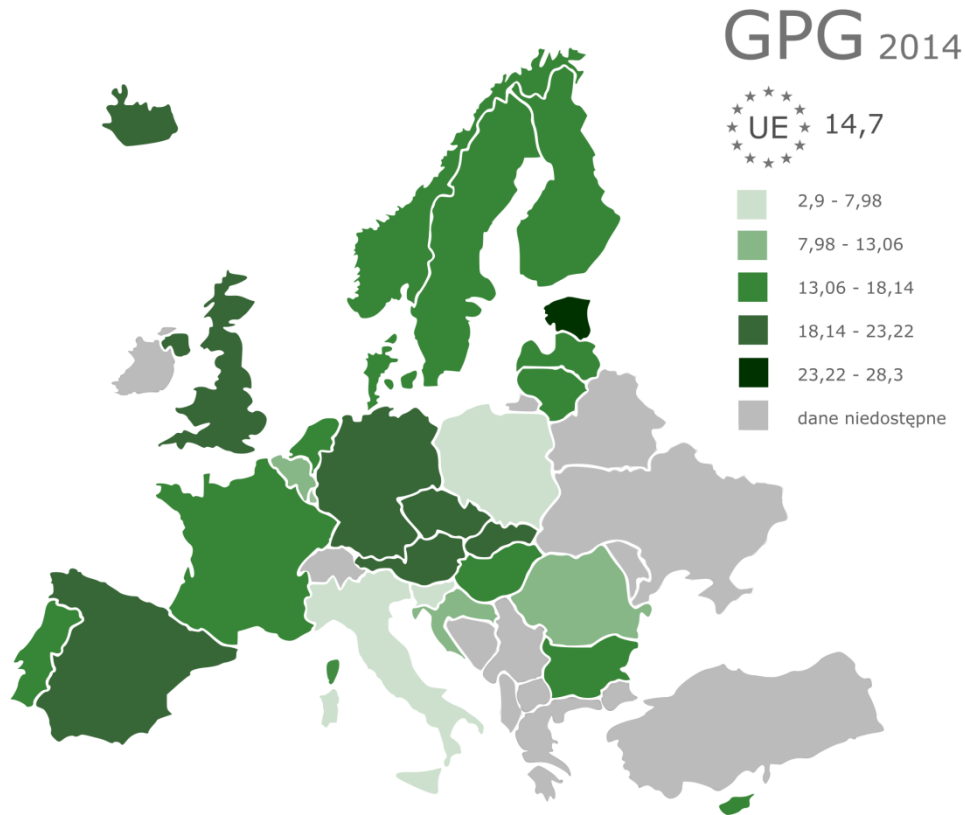 GPG 2014
UE 14,7
2,9 - 7,98
7,98 - 13,06
13,06 - 18,14
18,14 - 23,22
23,22 - 28,3
dane niedostępne